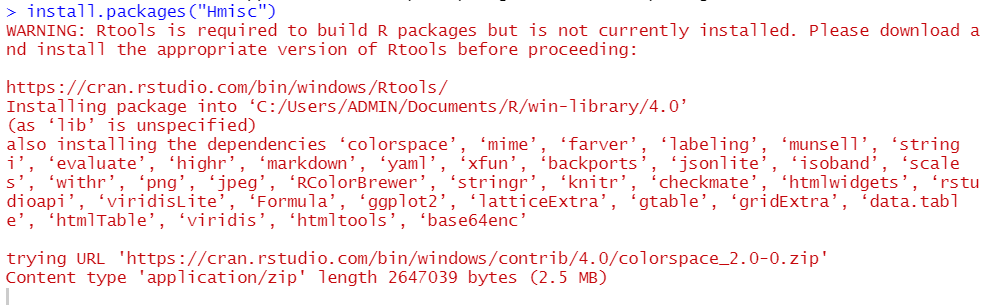 > install.packages("Hmisc")
WARNING: Rtools is required to build R packages but is not currently installed. Please download a
nd install the appropriate version of Rtools before proceeding:
https://cran.rstudio.com/bin/windows/Rtools/
Installing package into ‘C:/Users/ADMIN/Documents/R/win-library/4.0’
(as ‘lib’ is unspecified)
also installing the dependencies ‘colorspace’, ‘mime’, ‘farver’, ‘labeling’, ‘munsell’, ‘string
i’, ‘evaluate’, ‘highr’, ‘markdown’, ‘yaml’, ‘xfun’, ‘backports’, ‘jsonlite’, ‘isoband’, ‘scale
s’, ‘withr’, ‘png’, ‘jpeg’, ‘RColorBrewer’, ‘stringr’, ‘knitr’, ‘checkmate’, ‘htmlwidgets’, ‘rstu
dioapi’, ‘viridisLite’, ‘Formula’, ‘ggplot2’, ‘latticeExtra’, ‘gtable’, ‘gridExtra’, ‘data.tabl
e’, ‘htmlTable’, ‘viridis’, ‘htmltools’, ‘base64enc’
trying URL 'https://cran.rstudio.com/bin/windows/contrib/4.0/colorspace_2.0-0.zip'
Content type 'application/zip' length 2647039 bytes (2.5 MB)